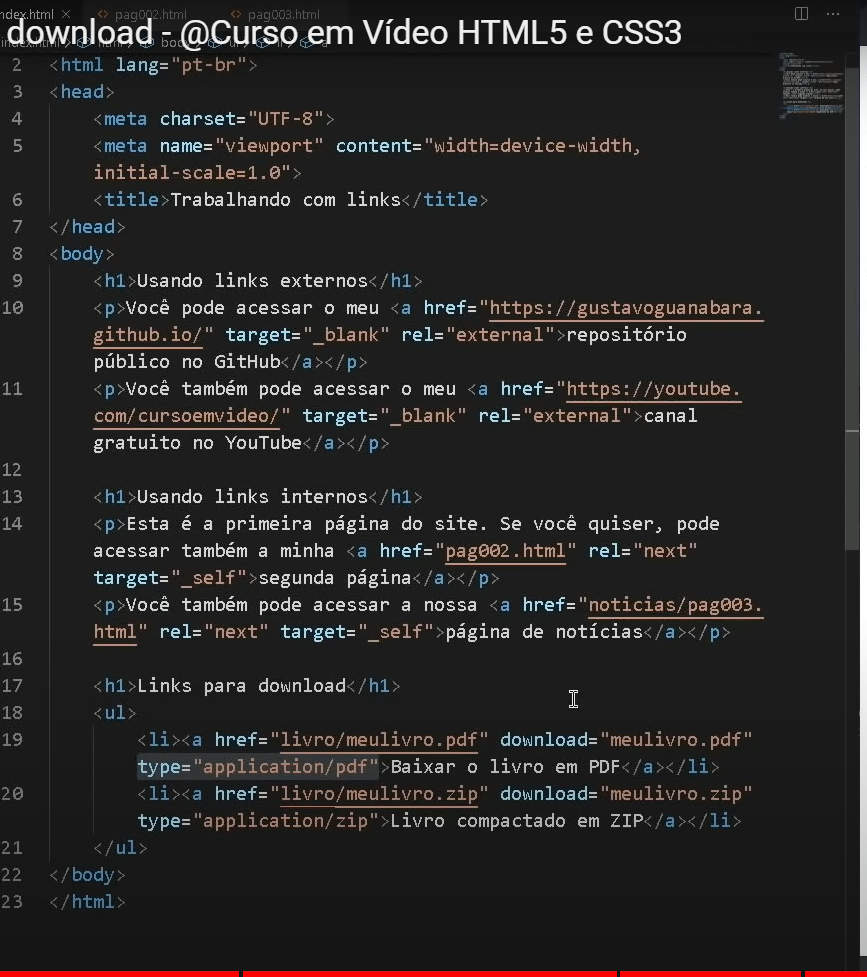 ndex.html × <> pag002.html <> pag003.html ...
download - @Curso em Vídeo HTML5 e CSS3
2 <html lang="pt-br">
3 <head>
4 <meta charset="UTF-8">
5 <meta name="viewport" content="width=device-width,
initial-scale=1.0">
6 <title>Trabalhando com links</title>
7 </head>
8 <body>
9 <h1>Usando links externos</h1>
10 <p>Você pode acessar o meu <a href="https://gustavoguanabara.
github.io/" target="_blank" rel="external">repositório
público no GitHub</a></p>
11 <p>Você também pode acessar o meu <a href="https://youtube.
com/cursoemvideo/" target="_blank" rel="external">canal
gratuito no YouTube</a></p>
12
13 <h1>Usando links internos</h1>
14 <p>Esta é a primeira página do site. Se você quiser, pode
acessar também a minha <a href="pag002.html" rel="next"
target="_self">segunda página</a></p>
15 <p>Você também pode acessar a nossa <a href="noticias/pag003.
html" rel="next" target="_self">página de notícias</a></p>
16
17 <h1>Links para download</h1>
18 <ul>
19 <li><a href="livro/meulivro.pdf" download="meulivro.pdf"
type="application/pdf">Baixar o livro em PDF</a></li>
20 <li><a href="livro/meulivro.zip" download="meulivro.zip"
type="application/zip">Livro compactado em ZIP</a></li>
21 </ul>
22 </body>
23 </html>